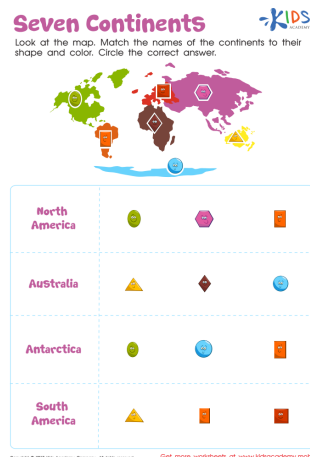 Seven Continents
KIDS
ACADEMY
Look at the map. Match the names of the continents to their
shape and color. Circle the correct answer.
North
America
Australia
Antarctica
South
America
Get more worksheets at www.kidsacademy.mobi